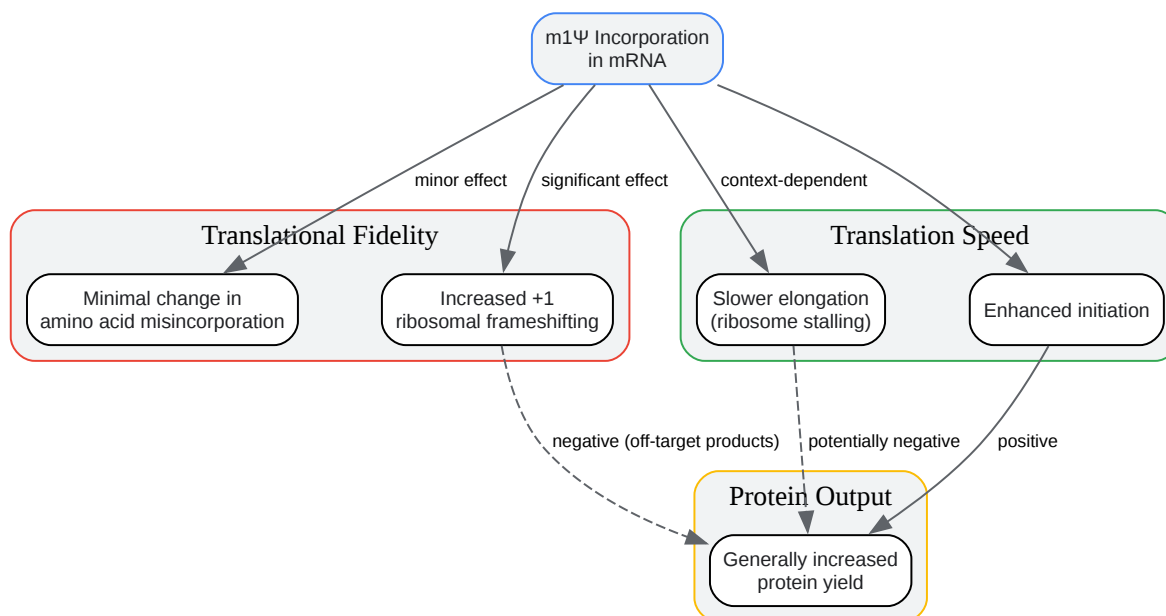 m1Ψ Incorporation
in mRNA
minor effect
significant effect
context-dependent
Translational Fidelity
Translation Speed
Minimal change in
amino acid misincorporation
Increased +1
ribosomal frameshifting
Slower elongation
(ribosome stalling)
Enhanced initiation
negative (off-target products)
potentially negative
positive
Protein Output
Generally increased
protein yield